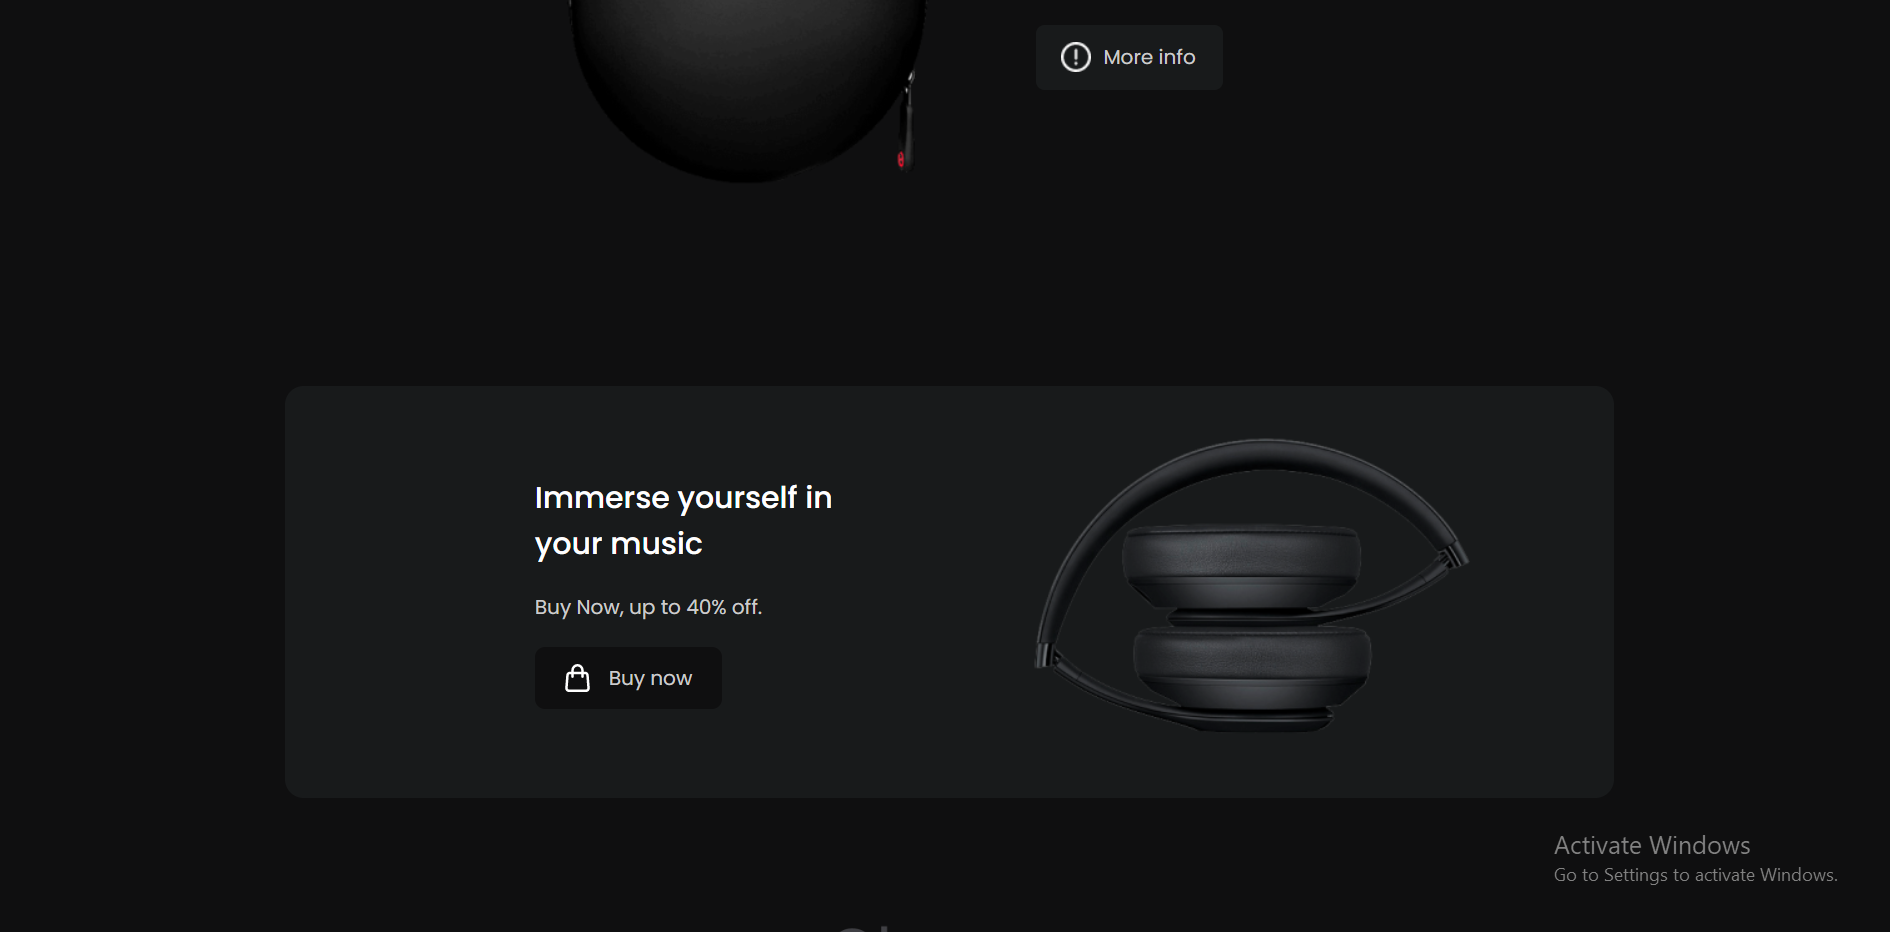 More info
Immerse yourself in
your music
Buy Now, up to 40% off.
Buy now
Activate Windows
Go to Settings to activate Windows.